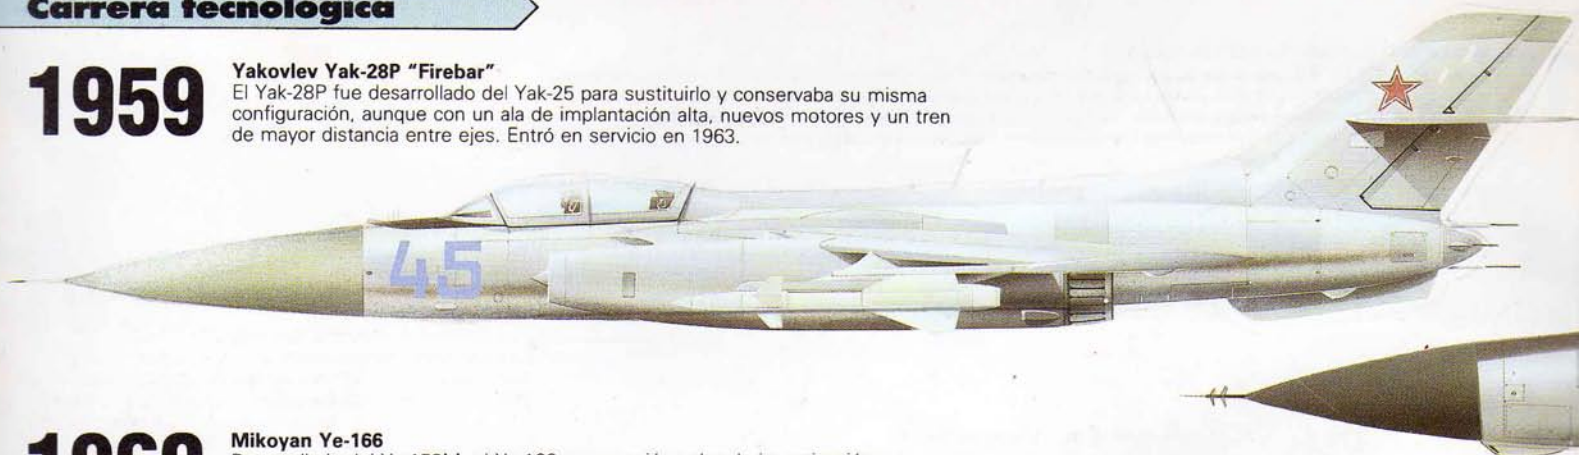 Carrera tecnológica
1959
Yakovlev Yak-28P "Firebar"
El Yak-28P fue desarrollado del Yak-25 para sustituirlo y conservaba su misma
configuración, aunque con un ala de implantación alta, nuevos motores y un tren
de mayor distancia entre ejes. Entró en servicio en 1963.
45
Mikoyan Ye-166